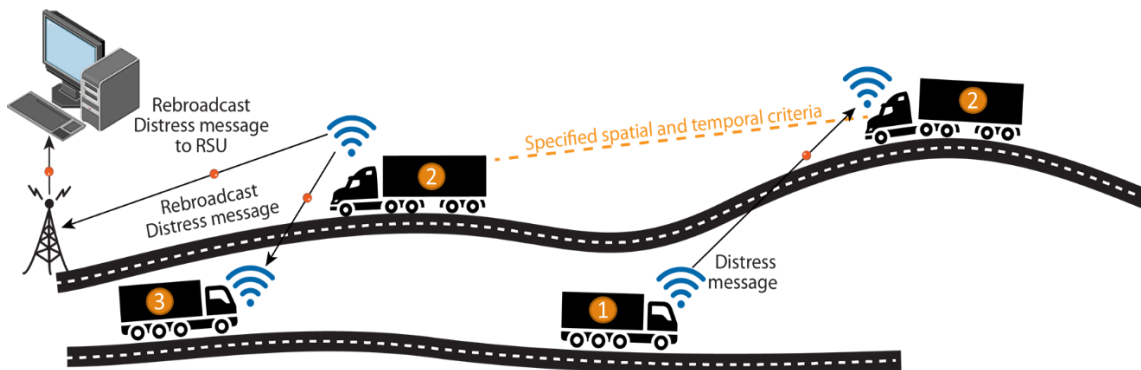 Rebroadcast
Distress message
to RSU
Rebroadcast
Distress message
Specified spatial and temporal criteria
2
2
Distress
message
3
1